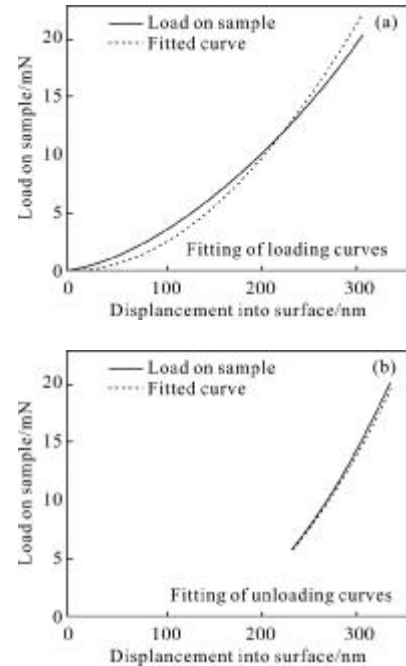 (a)
Load on sample
Fitted curve
20
15
10
5
0
Load on sample/mN
Fitting of loading curves
0 100 200 300
Displancement into surface/nm
(b)
Load on sample
Fitted curve
20
15
10
5
0
Load on sample/mN
Fitting of unloading curves
0 100 200 300
Displancement into surface/nm